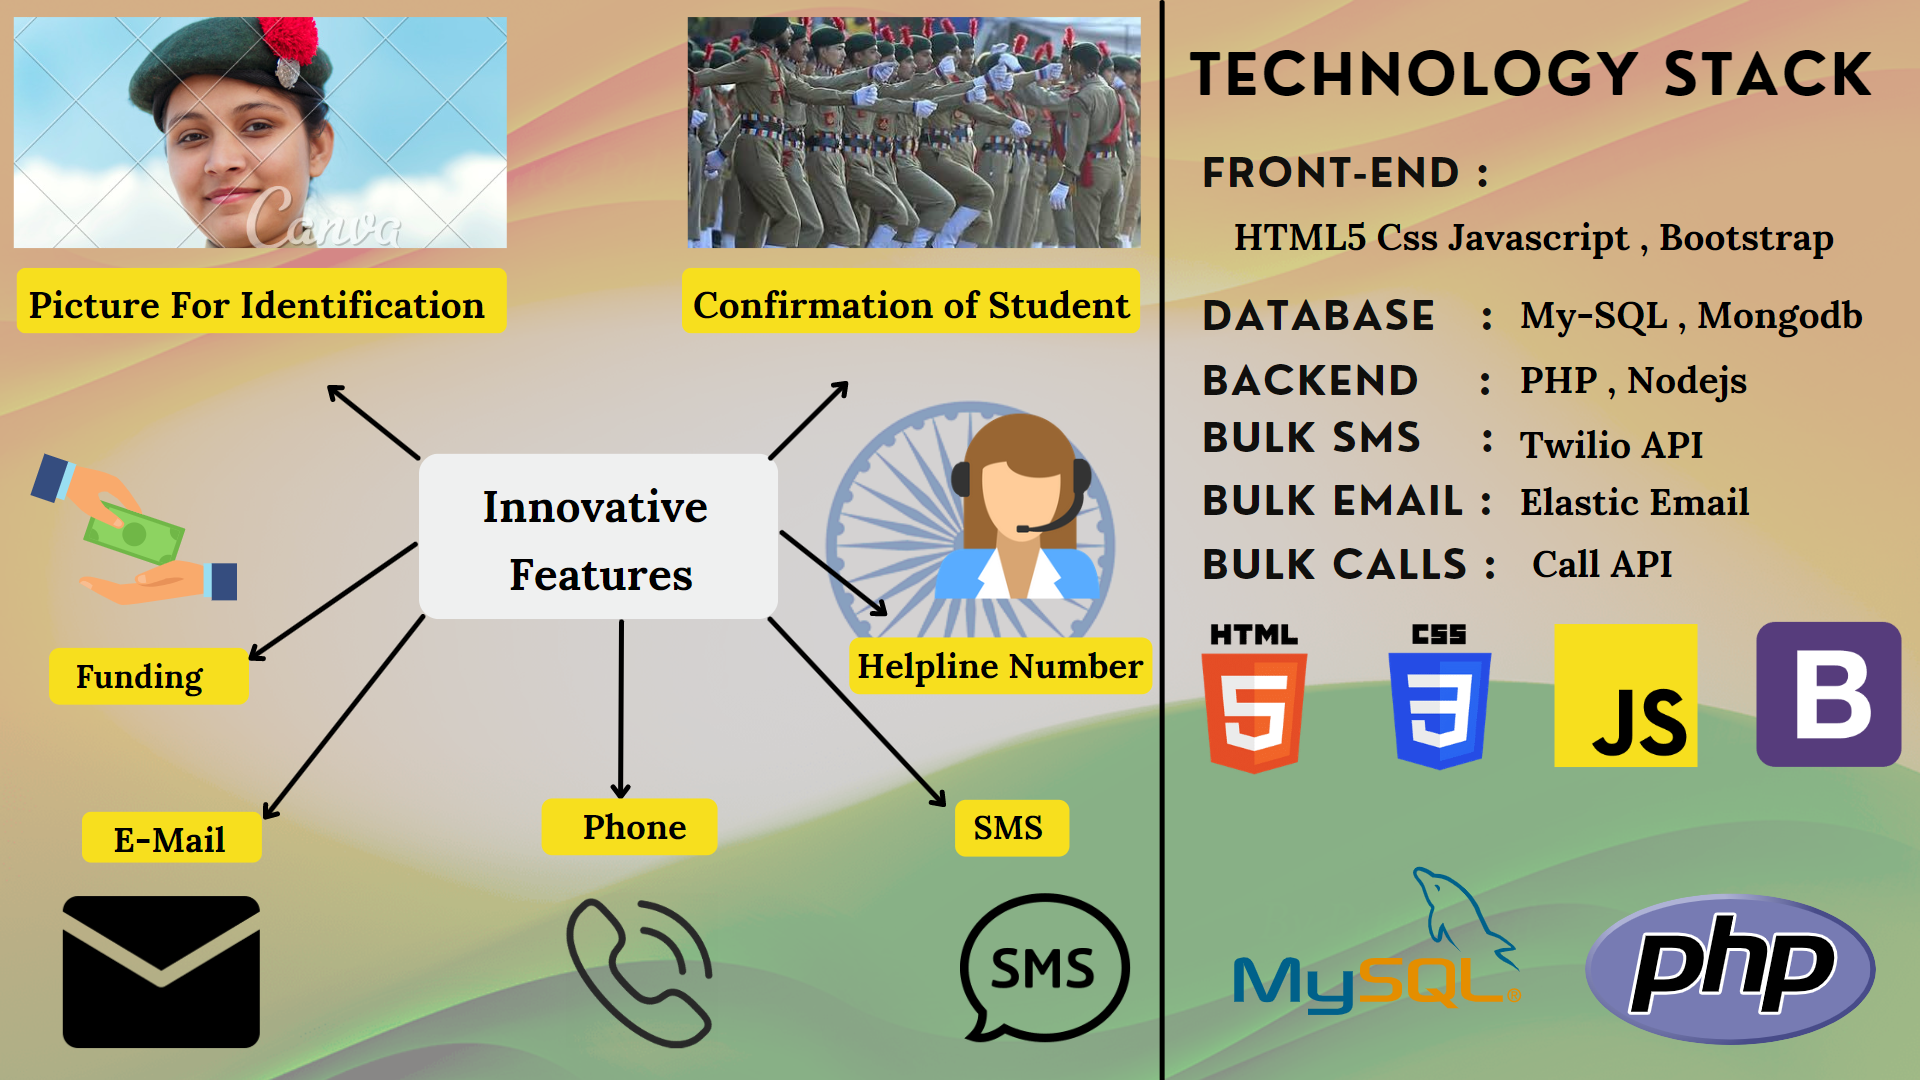 Canva
Picture For Identification
Confirmation of Student
Innovative
Features
Funding
Helpline Number
E-Mail
Phone
SMS
SMS
TECHNOLOGY STACK
FRONT-END :
HTML5 Css Javascript , Bootstrap
DATABASE : My-SQL , Mongodb
BACKEND : PHP , Nodejs
BULK SMS : Twilio API
BULK EMAIL : Elastic Email
BULK CALLS : Call API
HTML
5
CSS
3
JS
B
MySQL®
php